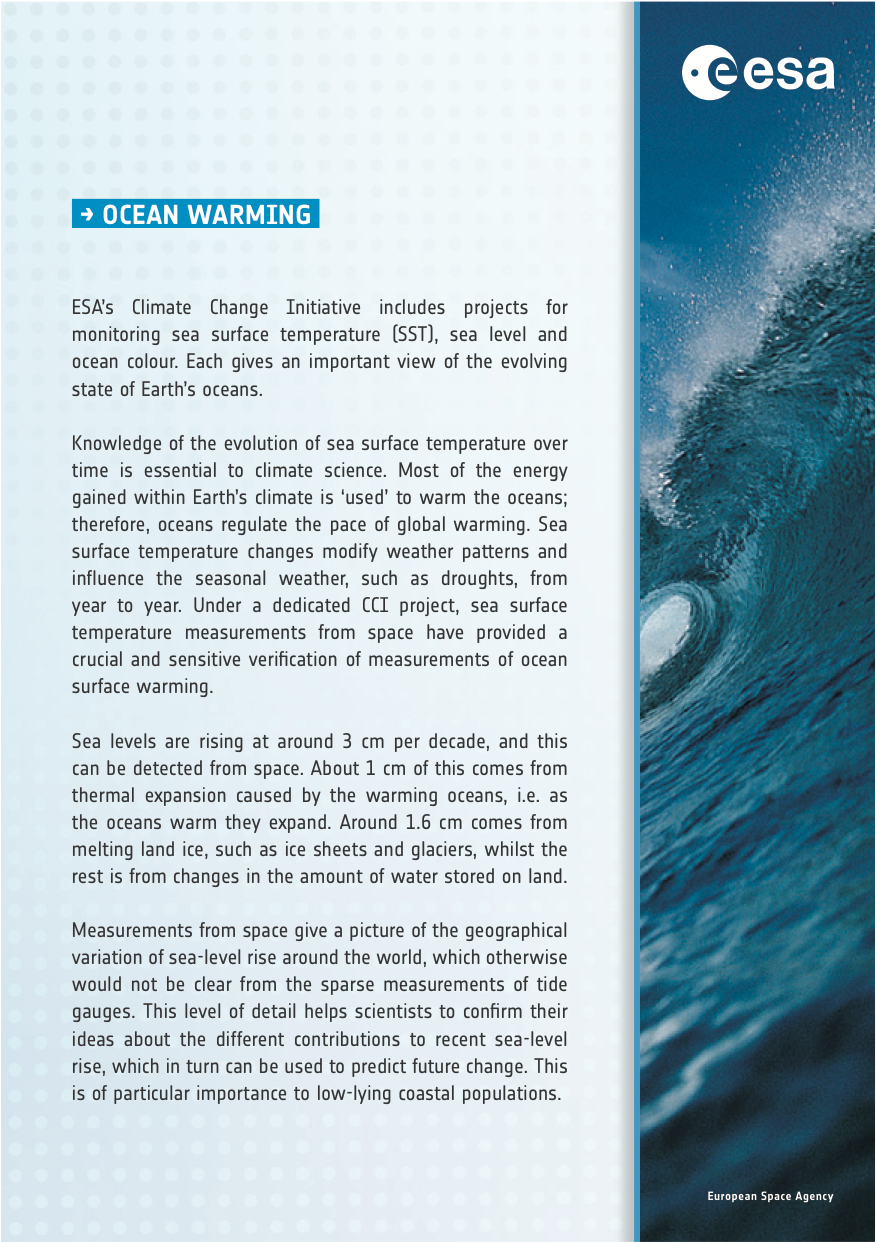 esa
→ OCEAN WARMING
ESA’s Climate Change Initiative includes projects for
monitoring sea surface temperature (SST), sea level and
ocean colour. Each gives an important view of the evolving
state of Earth’s oceans.
Knowledge of the evolution of sea surface temperature over
time is essential to climate science. Most of the energy
gained within Earth’s climate is ‘used’ to warm the oceans;
therefore, oceans regulate the pace of global warming. Sea
surface temperature changes modify weather patterns and
influence the seasonal weather, such as droughts, from
year to year. Under a dedicated CCI project, sea surface
temperature measurements from space have provided a
crucial and sensitive verification of measurements of ocean
surface warming.
Sea levels are rising at around 3 cm per decade, and this
can be detected from space. About 1 cm of this comes from
thermal expansion caused by the warming oceans, i.e. as
the oceans warm they expand. Around 1.6 cm comes from
melting land ice, such as ice sheets and glaciers, whilst the
rest is from changes in the amount of water stored on land.
Measurements from space give a picture of the geographical
variation of sea-level rise around the world, which otherwise
would not be clear from the sparse measurements of tide
gauges. This level of detail helps scientists to confirm their
ideas about the different contributions to recent sea-level
rise, which in turn can be used to predict future change. This
is of particular importance to low-lying coastal populations.
European Space Agency